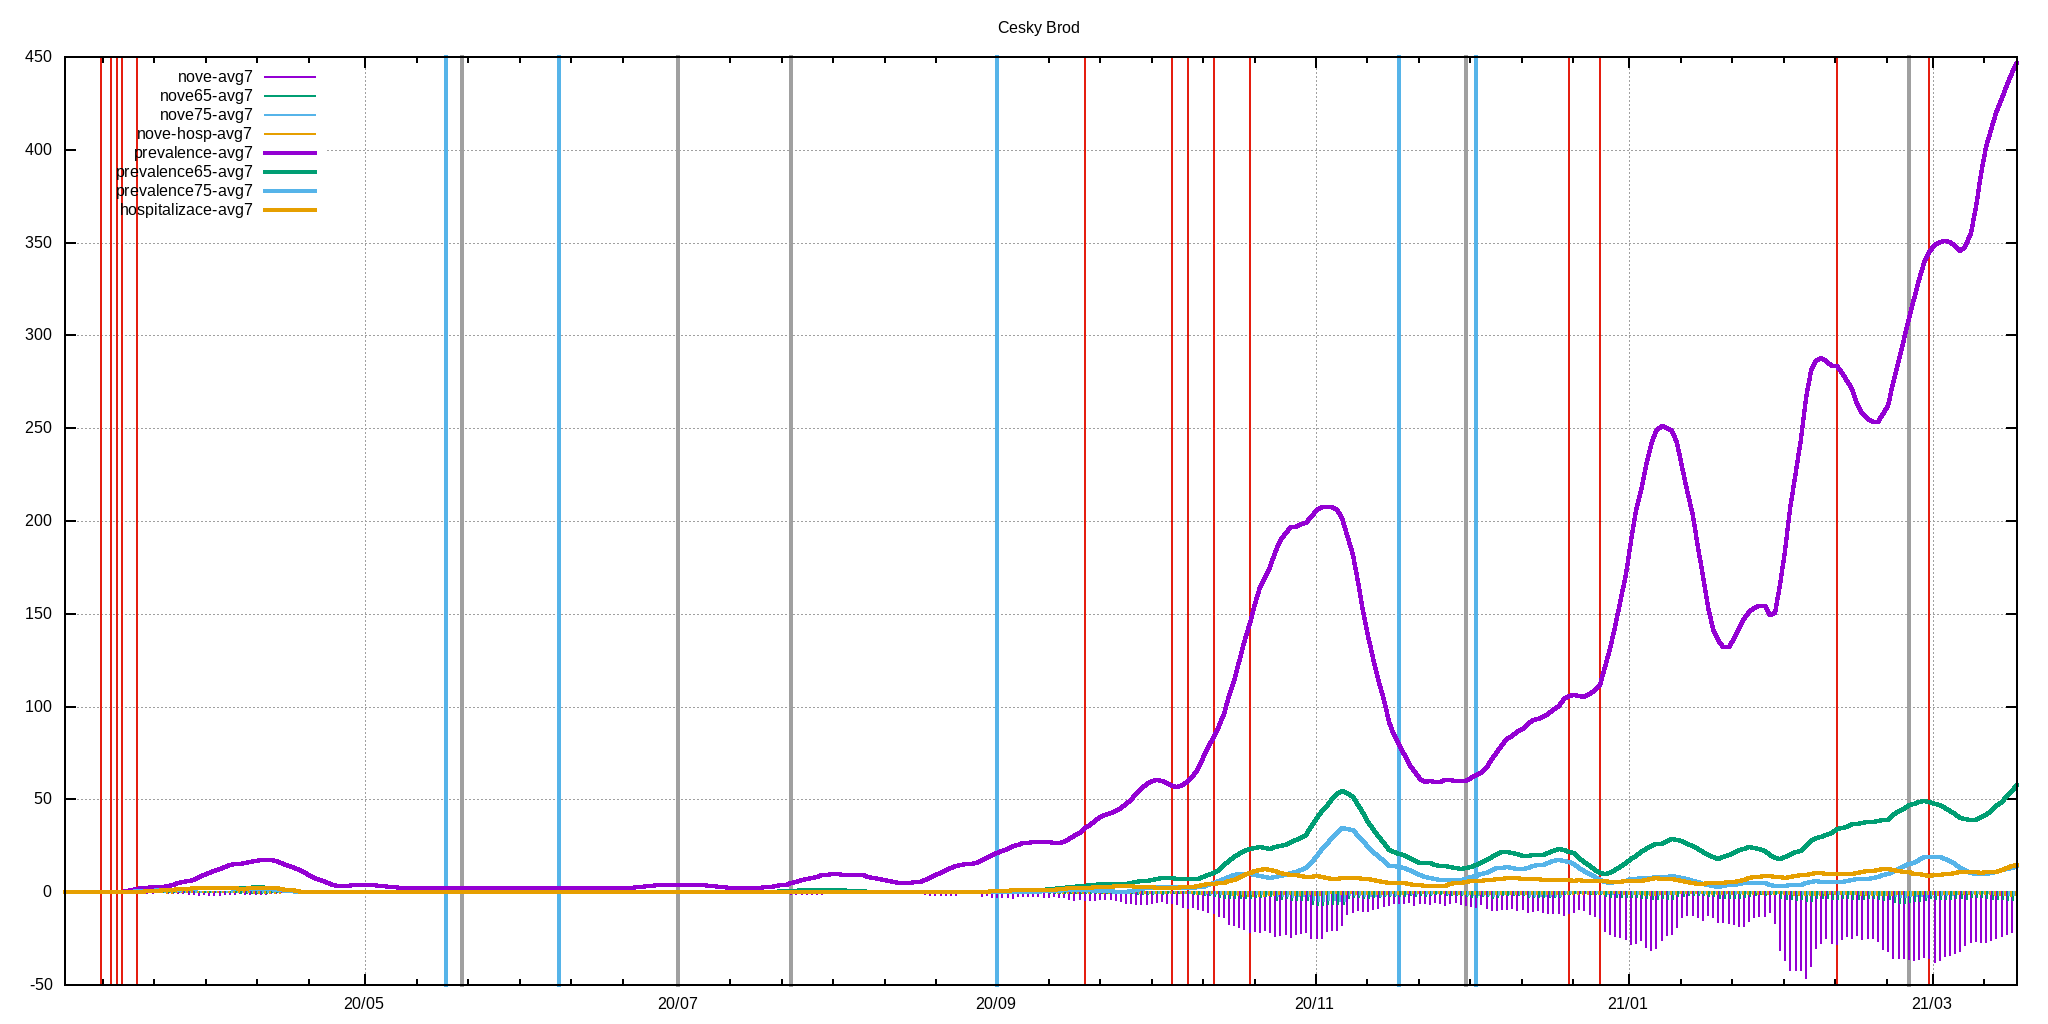 Cesky Brod
450
400
350
300
250
200
150
100
50
0
-50
nove-avg7
nove65-avg7
nove75-avg7
nove-hosp-avg7
prevalence-avg7
prevalence65-avg7
prevalence75-avg7
hospitalizace-avg7
20/05 20/07 20/09 20/11 21/01 21/03